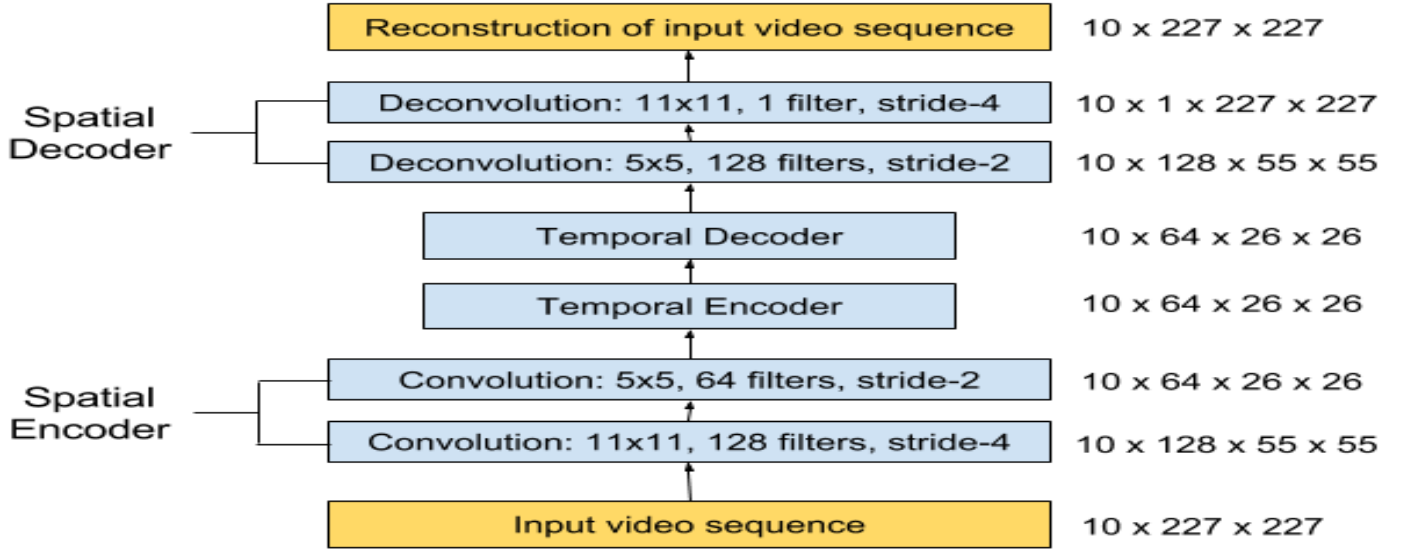 Reconstruction of input video sequence 10 x 227 x 227
Deconvolution: 11x11, 1 filter, stride-4 10 x 1 x 227 x 227
Spatial
Decoder
Deconvolution: 5x5, 128 filters, stride-2 10 x 128 x 55 x 55
Temporal Decoder 10 x 64 x 26 x 26
Temporal Encoder 10 x 64 x 26 x 26
Convolution: 5x5, 64 filters, stride-2 10 x 64 x 26 x 26
Spatial
Encoder
Convolution: 11x11, 128 filters, stride-4 10 x 128 x 55 x 55
Input video sequence 10 x 227 x 227